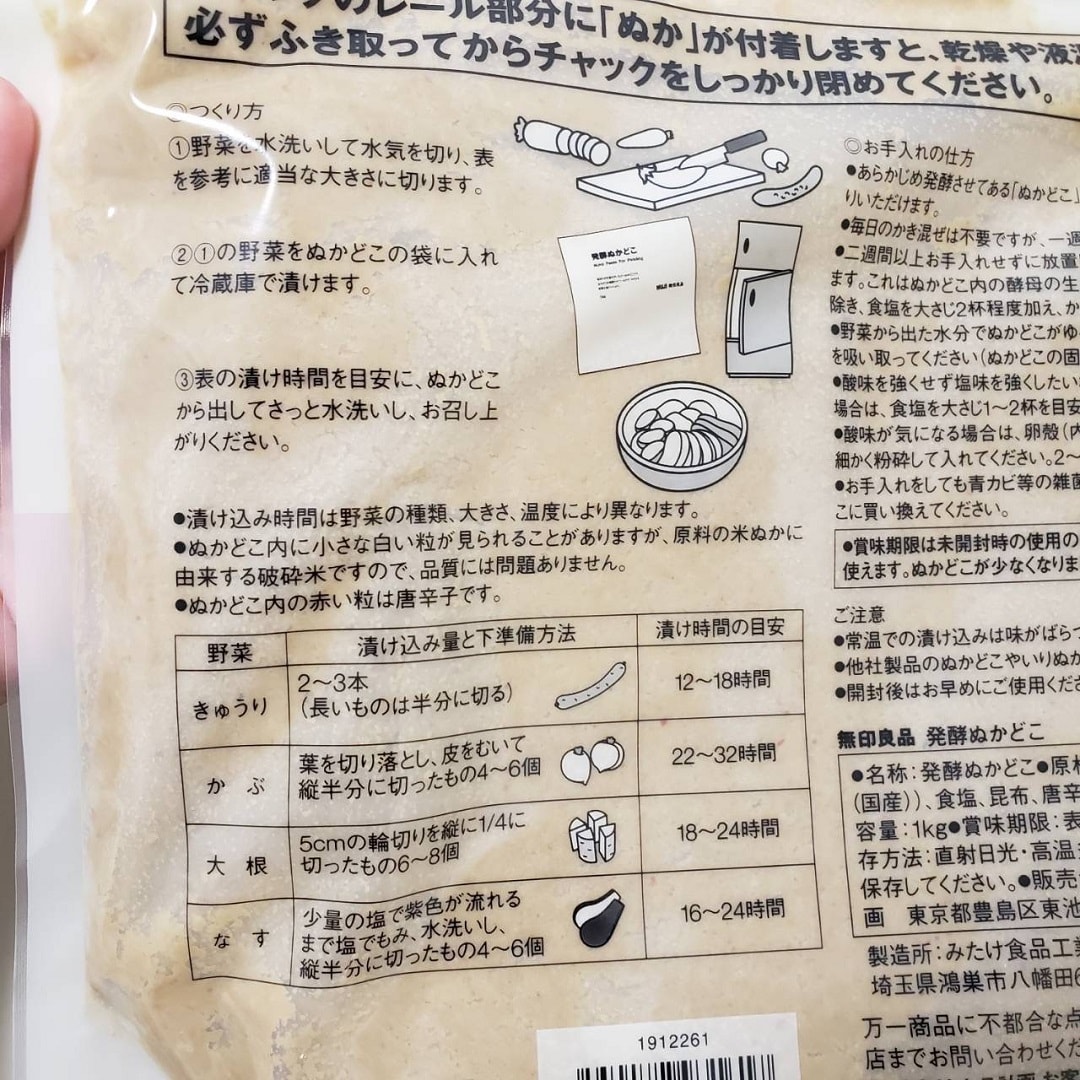 のレール部分に「ぬか」が付着しますと、乾燥や液
必ずふき取ってからチャックをしっかり閉めてください。
◎つくり方
①野菜を水洗いして水気を切り、表
を参考に適当な大きさに切ります。
②①の野菜をぬかどこの袋に入れ
て冷蔵庫で漬けます。
発酵ぬかどこ
③表の漬け時間を目安に、ぬかどこ
から出してさっと水洗いし、お召し上
がりください。
●漬け込み時間は野菜の種類、大きさ、温度により異なります。
●ぬかどこ内に小さな白い粒が見られることがありますが、原料の米ぬかに
由来する破砕米ですので、品質には問題ありません。
●ぬかどこ内の赤い粒は唐辛子です。
野菜 漬け込み量と下準備方法 漬け時間の目安
きゅうり 2〜3本 12〜18時間
（長いものは半分に切る）
かぶ 葉を切り落とし、皮をむいて 22〜32時間
縦半分に切ったもの4〜6個
大根 5cmの輪切りを縦に1/4に 18〜24時間
切ったもの6〜8個
なす 少量の塩で紫色が流れる 16〜24時間
まで塩でもみ、水洗いし、
縦半分に切ったもの4〜6個
◎お手入れの仕方
●あらかじめ発酵させてある「ぬかどこ」
りいただけます。
●毎日のかき混ぜは不要ですが、一週
●二週間以上お手入れせずに放置
ます。これはぬかどこ内の酵母の生
除き、食塩を大さじ2杯程度加え、か
●野菜から出た水分でぬかどこがゆ
を吸い取ってください（ぬかどこの固
●酸味を強くせず塩味を強くしたい
場合は、食塩を大さじ1〜2杯を目安
●酸味が気になる場合は、卵殻（内
細かく粉砕して入れてください。2〜
●お手入れをしても青カビ等の雑菌
こに買い換えてください。
●賞味期限は未開封時の使用の
使えます。ぬかどこが少なくなりま
ご注意
●常温での漬け込みは味がばらつ
●他社製品のぬかどこやいりぬか
●開封後はお早めにご使用くださ
無印良品 発酵ぬかどこ
●名称：発酵ぬかどこ●原材
（国産））、食塩、昆布、唐辛
容量：1kg●賞味期限：表
存方法：直射日光・高温
保存してください。●販売
画 東京都豊島区東池
製造所：みたけ食品工業
埼玉県鴻巣市八幡田6
万一商品に不都合な点
店までお問い合わせくだ
1912261